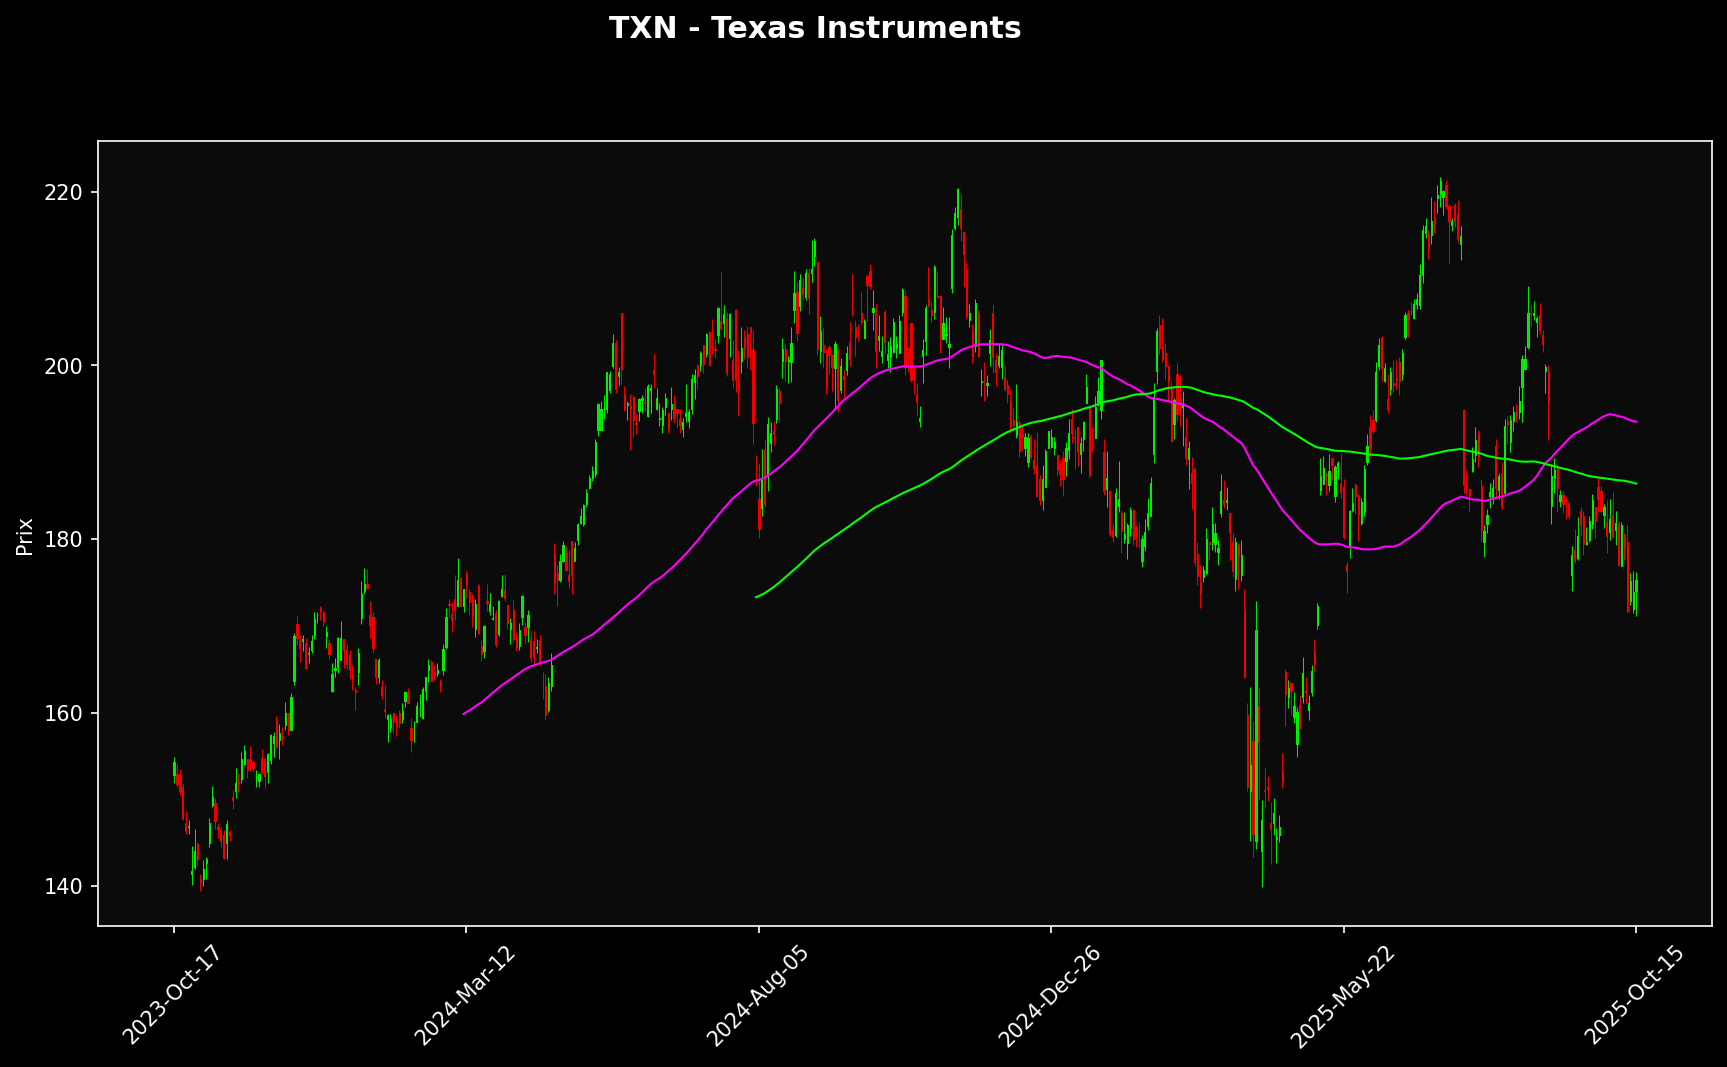 TXN - Texas Instruments
Prix
220
200
180
160
140
2023-Oct-17
2024-Mar-12
2024-Aug-05
2024-Dec-26
2025-May-22
2025-Oct-15